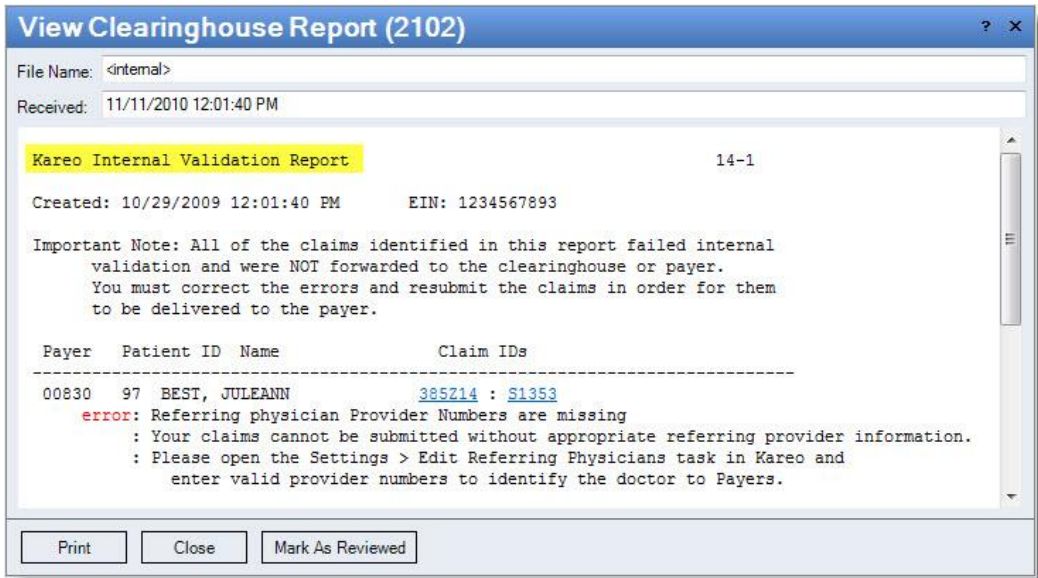 View Clearinghouse Report (2102) ? X
File Name: <internal>
Received: 11/11/2010 12:01:40 PM
Kareo Internal Validation Report 14-1
Created: 10/29/2009 12:01:40 PM EIN: 1234567893
Important Note: All of the claims identified in this report failed internal
validation and were NOT forwarded to the clearinghouse or payer.
You must correct the errors and resubmit the claims in order for them
to be delivered to the payer.
Payer Patient ID Name Claim IDs
--------------------------------------------------------------------------------
00830 97 BEST, JULEANN 385Z14 : S1353
error: Referring physician Provider Numbers are missing
: Your claims cannot be submitted without appropriate referring provider information.
: Please open the Settings > Edit Referring Physicians task in Kareo and
enter valid provider numbers to identify the doctor to Payers.
Print Close Mark As Reviewed